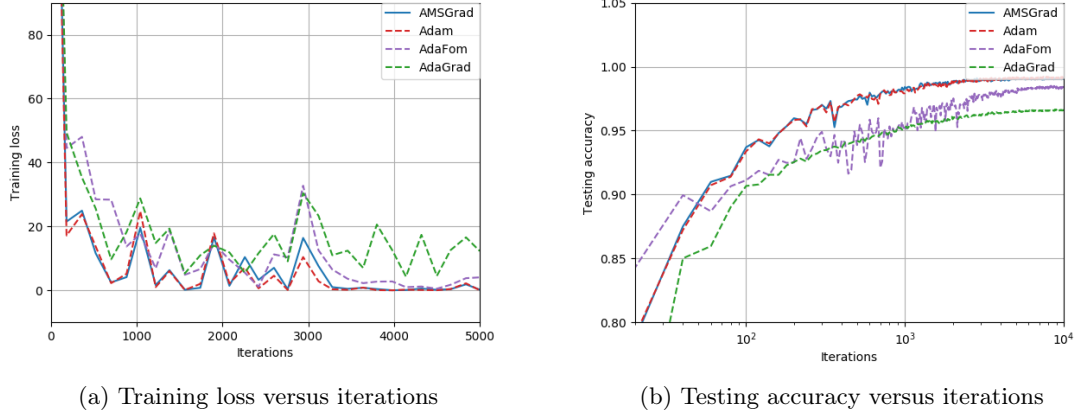 AMSGrad
Adam
AdaFom
AdaGrad
80
60
40
20
0
Training loss
0 1000 2000 3000 4000 5000
Iterations
(a) Training loss versus iterations
AMSGrad
Adam
AdaFom
AdaGrad
1.05
1.00
0.95
0.90
0.85
0.80
Testing accuracy
10² 10³ 10⁴
Iterations
(b) Testing accuracy versus iterations